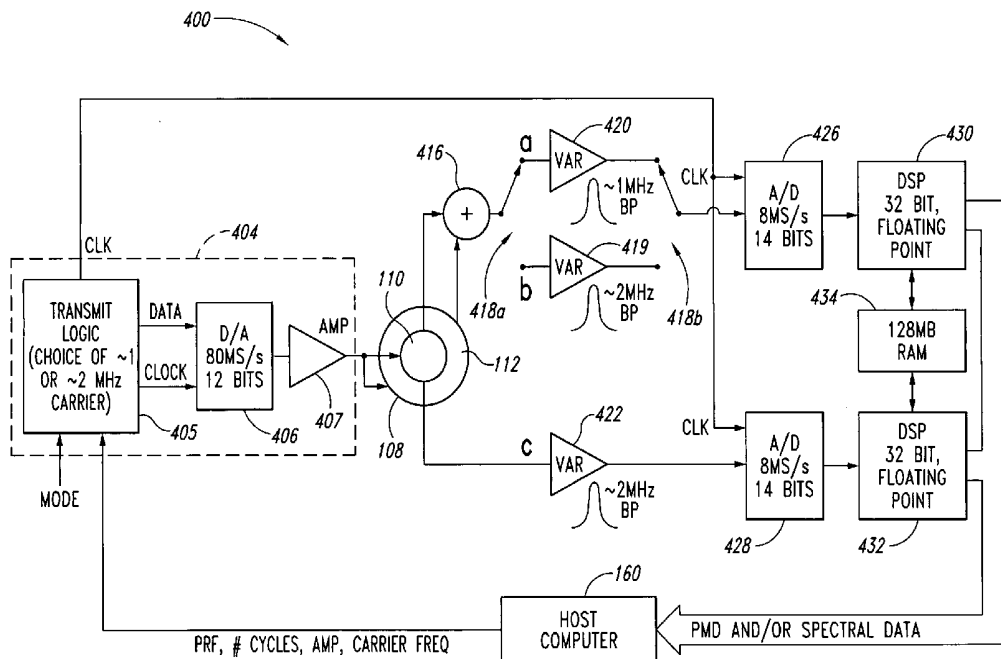 400
416
a
VAR
420
~1MHz
BP
CLK
426
A/D
8MS/s
14 BITS
430
DSP
32 BIT,
FLOATING
POINT
CLK
404
TRANSMIT
LOGIC
(CHOICE OF ~1
OR ~2 MHz
CARRIER)
DATA
CLOCK
405
D/A
80MS/s
12 BITS
406
AMP
407
110
112
108
418a
b
VAR
419
~2MHz
BP
418b
434
128MB
RAM
MODE
c
VAR
422
~2MHz
BP
CLK
A/D
8MS/s
14 BITS
428
DSP
32 BIT,
FLOATING
POINT
432
160
HOST
COMPUTER
PRF, # CYCLES, AMP, CARRIER FREQ
PMD AND/OR SPECTRAL DATA